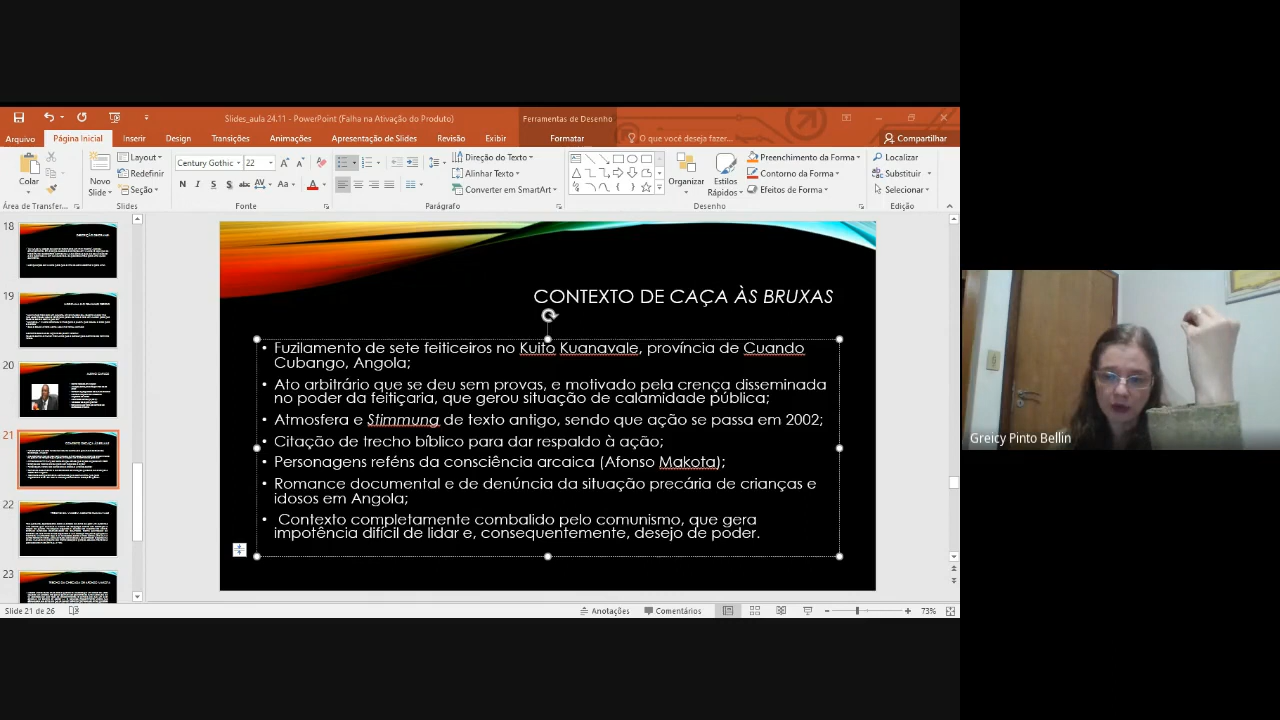 Slides_aula 24.11 - PowerPoint (Falha na Ativação do Produto)
Ferramentas de Desenho
Arquivo
Página Inicial
Inserir
Design
Transições
Animações
Apresentação de Slides
Revisão
Exibir
Formatar
O que você deseja fazer...
Compartilhar
Colar
Novo Slide
Layout
Redefinir
Seção
Century Gothic
22
Direção do Texto
Alinhar Texto
Converter em SmartArt
Organizar
Estilos Rápidos
Preenchimento da Forma
Contorno da Forma
Efeitos de Forma
Localizar
Substituir
Selecionar
Área de Transfer...
Slides
Fonte
Parágrafo
Desenho
Edição
18
19
20
21
22
23
CONTEXTO DE CAÇA ÀS BRUXAS
• Fuzilamento de sete feiticeiros no Kuito Kuanavale, província de Cuando
Cubango, Angola;
• Ato arbitrário que se deu sem provas, e motivado pela crença disseminada
no poder da feitiçaria, que gerou situação de calamidade pública;
• Atmosfera e Stimmung de texto antigo, sendo que ação se passa em 2002;
• Citação de trecho bíblico para dar respaldo à ação;
• Personagens reféns da consciência arcaica (Afonso Makota);
• Romance documental e de denúncia da situação precária de crianças e
idosos em Angola;
• Contexto completamente combalido pelo comunismo, que gera
impotência difícil de lidar e, consequentemente, desejo de poder.
Greicy Pinto Bellin
Slide 21 de 26
Anotações
Comentários
73%